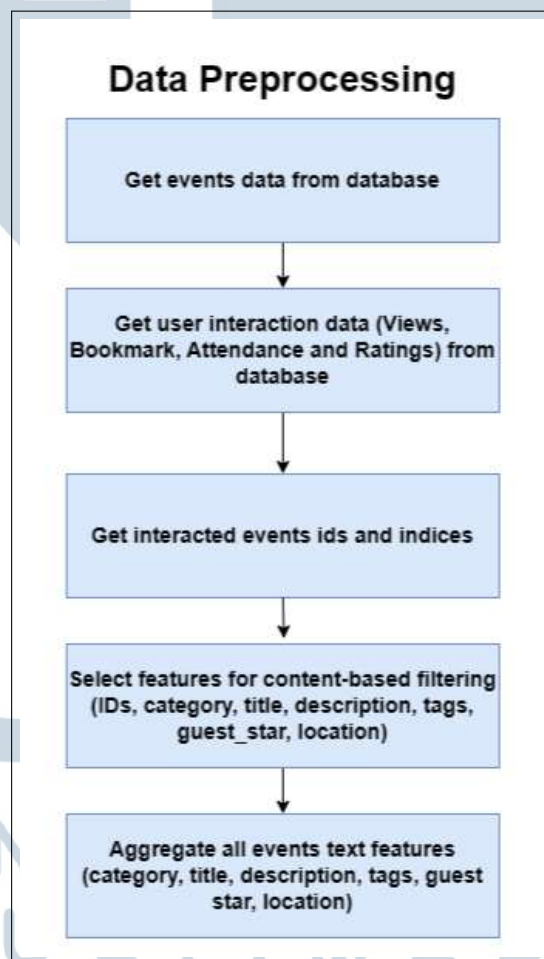 Data Preprocessing
Get events data from database
Get user interaction data (Views,
Bookmark, Attendance and Ratings) from
database
Get interacted events ids and indices
Select features for content-based filtering
(IDs, category, title, description, tags,
guest_star, location)
Aggregate all events text features
(category, title, description, tags, guest
star, location)